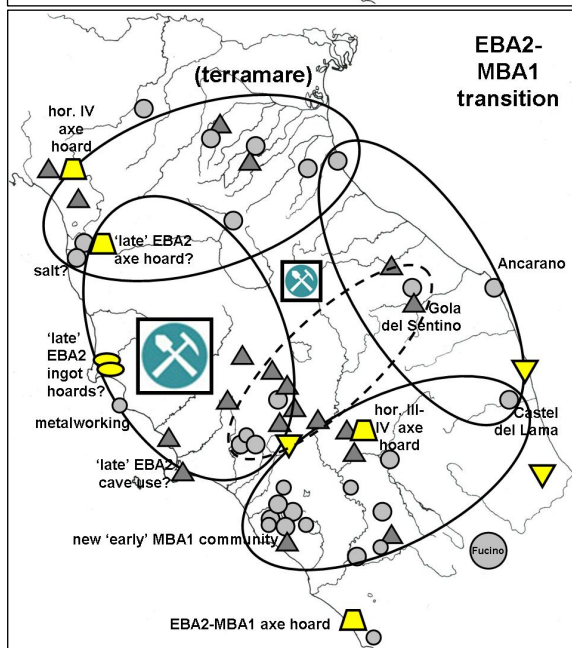 EBA2-
MBA1
transition
(terramare)
hor. IV
axe
hoard
'late' EBA2
axe hoard?
salt?
Ancarano
Gola
del Sentino
'late'
EBA2
ingot
hoards?
metalworking
hor. III-
IV axe
hoard
Castel
del Lama
'late' EBA2
cave use?
new 'early' MBA1 community
Fucino
EBA2-MBA1 axe hoard